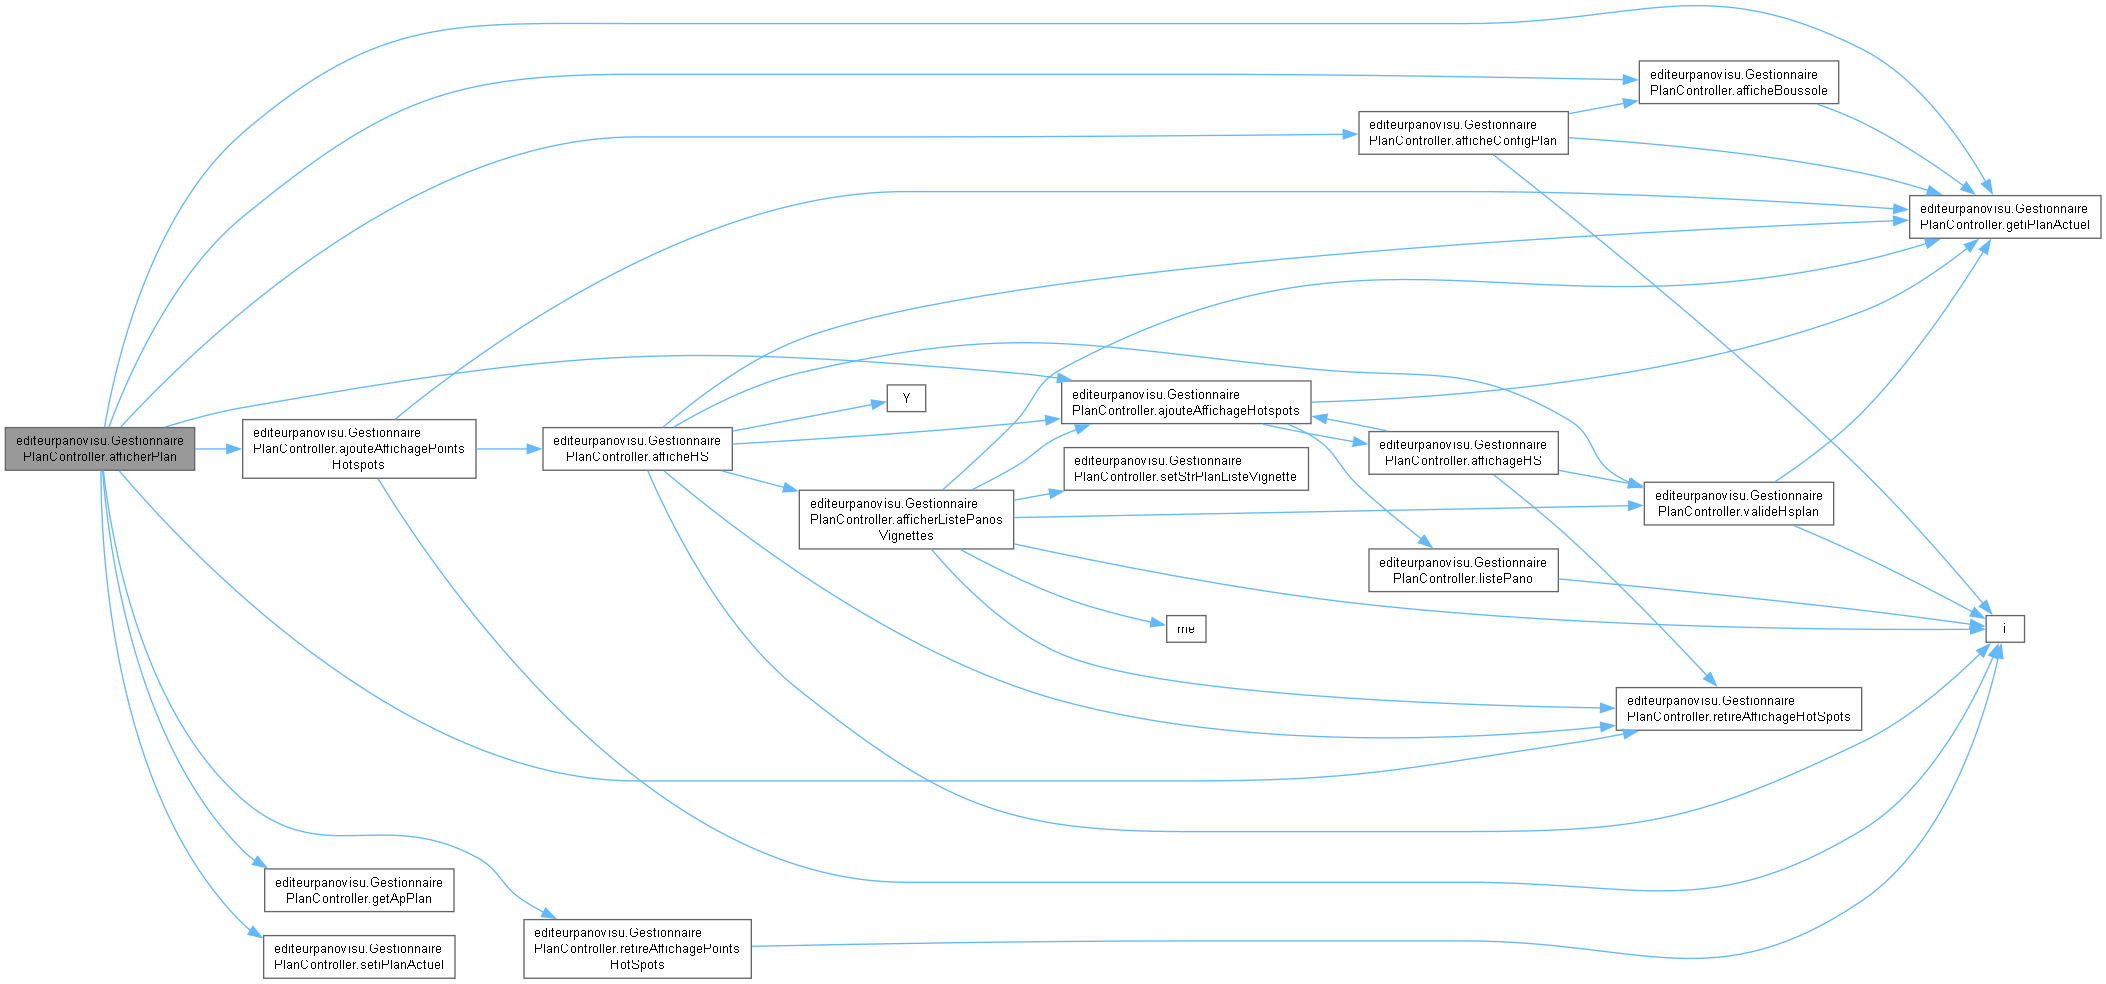 editeurpanovisu.Gestionnaire
PlanController.afficherPlan
editeurpanovisu.Gestionnaire
PlanController.ajouteAffichagePoints
Hotspots
editeurpanovisu.Gestionnaire
PlanController.getApPlan
editeurpanovisu.Gestionnaire
PlanController.setiPlanActuel
editeurpanovisu.Gestionnaire
PlanController.afficheHS
editeurpanovisu.Gestionnaire
PlanController.retireAffichagePoints
HotSpots
Y
editeurpanovisu.Gestionnaire
PlanController.afficherListePanos
Vignettes
editeurpanovisu.Gestionnaire
PlanController.ajouteAffichageHotspots
editeurpanovisu.Gestionnaire
PlanController.setStrPlanListeVignette
me
editeurpanovisu.Gestionnaire
PlanController.afficheConfigPlan
editeurpanovisu.Gestionnaire
PlanController.affichageHS
editeurpanovisu.Gestionnaire
PlanController.listePano
editeurpanovisu.Gestionnaire
PlanController.afficheBoussole
editeurpanovisu.Gestionnaire
PlanController.valideHsplan
editeurpanovisu.Gestionnaire
PlanController.retireAffichageHotSpots
editeurpanovisu.Gestionnaire
PlanController.getiPlanActuel
i